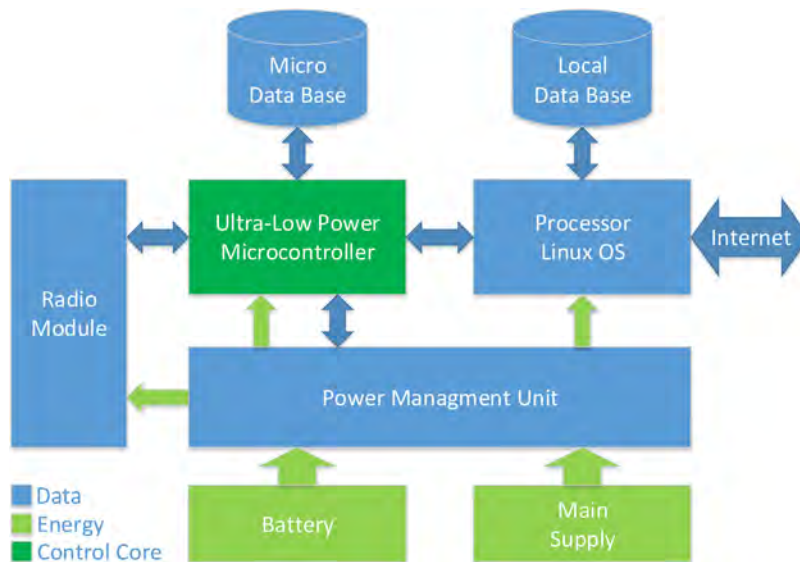 Micro
Data Base
Local
Data Base
Ultra-Low Power
Microcontroller
Processor
Linux OS
Internet
Radio
Module
Power Managment Unit
Battery
Main
Supply
Data
Energy
Control Core